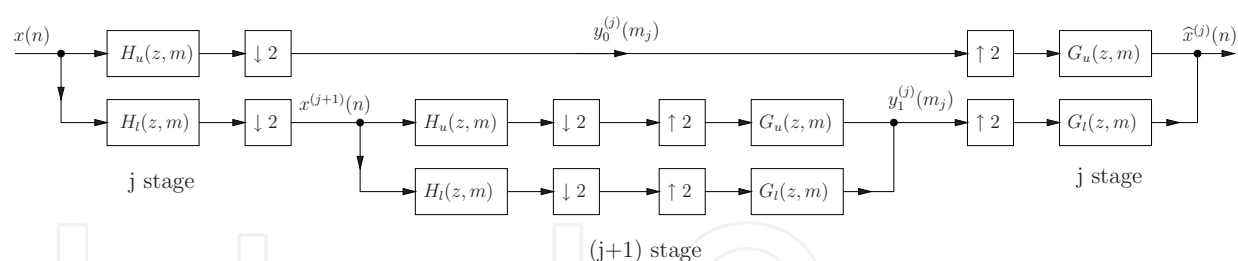 x(n) H_u(z, m) ↓ 2 y_0^{(j)}(m_j) ↑ 2 G_u(z, m) x̂^{(j)}(n)
H_l(z, m) ↓ 2 x^{(j+1)}(n) H_u(z, m) ↓ 2 ↑ 2 G_u(z, m) y_1^{(j)}(m_j) ↑ 2 G_l(z, m)
j stage H_l(z, m) ↓ 2 ↑ 2 G_l(z, m) j stage
(j+1) stage